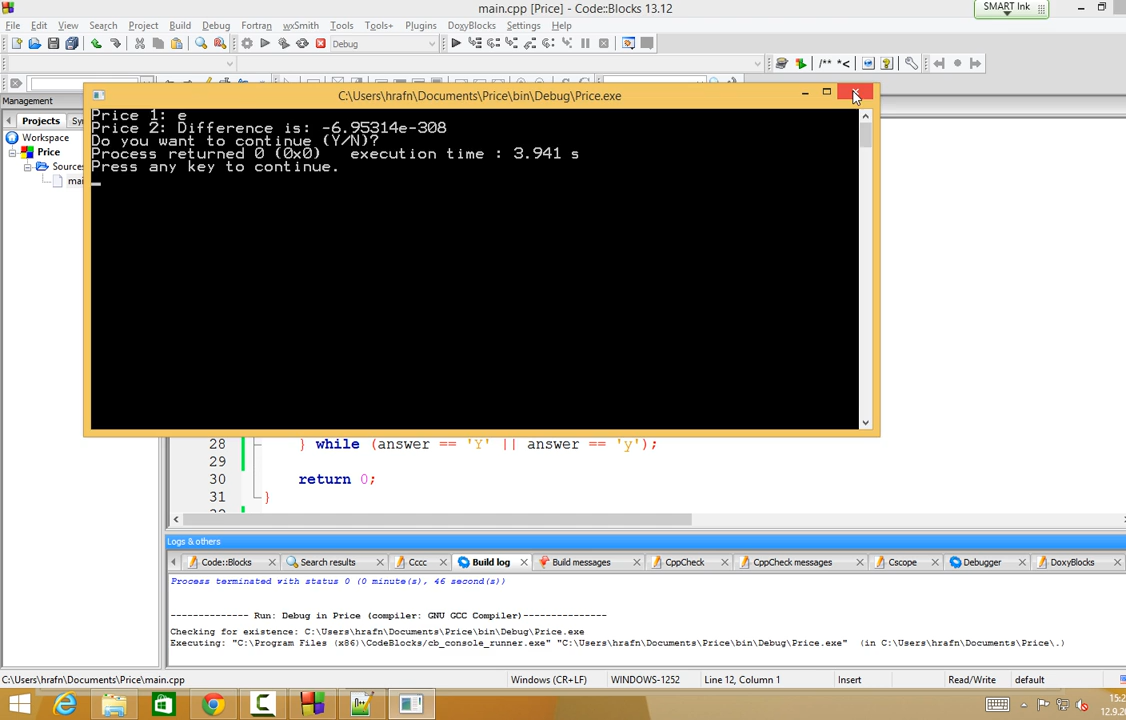 main.cpp [Price] - Code::Blocks 13.12
SMART Ink
File Edit View Search Project Build Debug Fortran wxSmith Tools Tools+ Plugins DoxyBlocks Settings Help
Debug
/** *<
Management
C:\Users\hrafn\Documents\Price\bin\Debug\Price.exe
Projects Sy
Workspace
Price
Sources
mai
Price 1: e
Price 2: Difference is: -6.95314e-308
Do you want to continue (Y/N)?
Process returned 0 (0x0)   execution time : 3.941 s
Press any key to continue.
28 } while (answer == 'Y' || answer == 'y');
29
30 return 0;
31 }
Logs & others
Code::Blocks Search results Cccc Build log Build messages CppCheck CppCheck messages Cscope Debugger DoxyBlocks
Process terminated with status 0 (0 minute(s), 46 second(s))
-------------- Run: Debug in Price (compiler: GNU GCC Compiler)---------------
Checking for existence: C:\Users\hrafn\Documents\Price\bin\Debug\Price.exe
Executing: "C:\Program Files (x86)\CodeBlocks/cb_console_runner.exe" "C:\Users\hrafn\Documents\Price\bin\Debug\Price.exe"  (in C:\Users\hrafn\Documents\Price\.)
C:\Users\hrafn\Documents\Price\main.cpp Windows (CR+LF) WINDOWS-1252 Line 12, Column 1 Insert Read/Write default
15:2
12.9.20